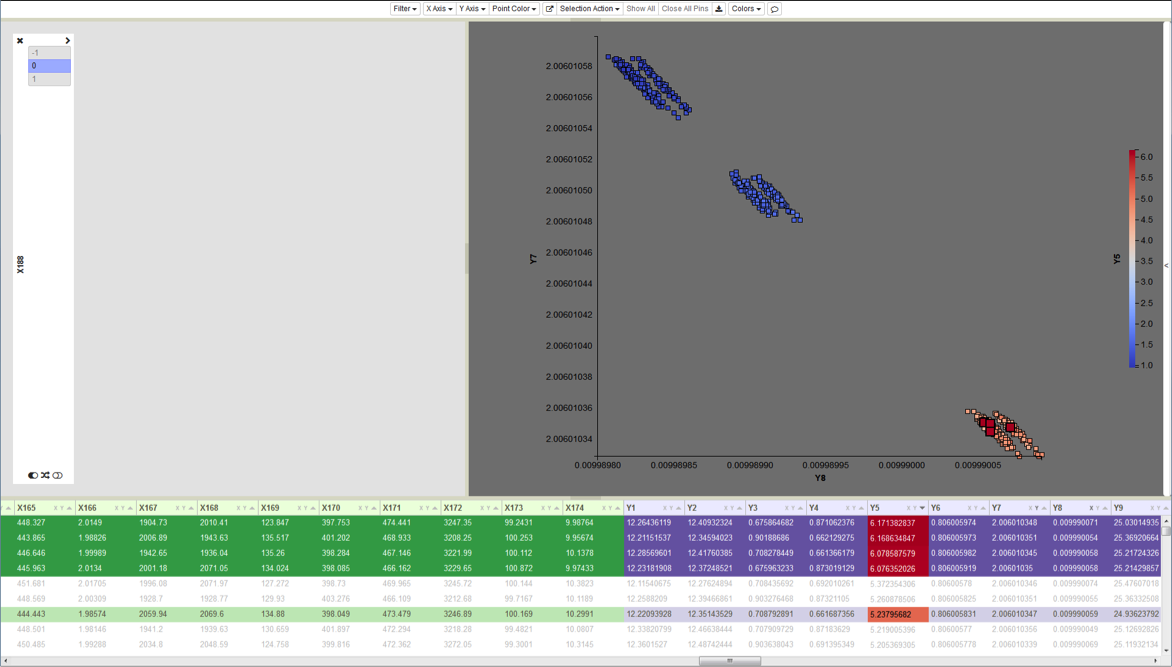 Filter X Axis Y Axis Point Color Selection Action Show All Close All Pins Colors
-1
0
1
X188
2.00601058
2.00601056
2.00601054
2.00601052
2.00601050
2.00601048
2.00601046
2.00601044
2.00601042
2.00601040
2.00601038
2.00601036
2.00601034
Y7
0.00998980 0.00998985 0.00998990 0.00998995 0.00999000 0.00999005
Y8
Y5
6.0
5.5
5.0
4.5
4.0
3.5
3.0
2.5
2.0
1.5
1.0
<
X165 X Y X166 X Y X167 X Y X168 X Y X169 X Y X170 X Y X171 X Y X172 X Y X173 X Y X174 X Y Y1 X Y Y2 X Y Y3 X Y Y4 X Y Y5 X Y Y6 X Y Y7 X Y Y8 X Y Y9 X Y
448.327 2.0149 1904.73 2010.41 123.847 397.753 474.441 3247.35 99.2431 9.98764 12.26436119 12.40932324 0.675864682 0.871062376 6.171382837 0.806005974 2.006010348 0.009990071 25.03014935
443.865 1.98826 2006.89 1943.63 135.517 401.202 468.933 3208.25 100.253 9.95674 12.21151537 12.34594023 0.90188686 0.662129275 6.168634847 0.806005973 2.006010351 0.009990054 25.36920664
446.646 1.99989 1942.65 1936.04 135.26 398.284 467.146 3221.99 100.112 10.1378 12.28569601 12.41760385 0.708278449 0.661366179 6.078587579 0.806005982 2.006010345 0.009990058 25.21724326
445.963 2.0134 2001.18 2071.05 134.024 398.085 466.162 3229.65 100.872 9.97433 12.23181908 12.37248521 0.675963233 0.873019129 6.076352026 0.806005919 2.00601035 0.009990058 25.21429857
451.681 2.01705 1996.08 2071.97 127.272 398.73 469.965 3245.72 100.144 10.3823 12.11540675 12.27624894 0.708435692 0.692010261 5.372354306 0.80600578 2.006010346 0.009990055 25.47607018
448.569 2.00309 1928.7 1928.77 129.93 403.276 466.109 3212.68 99.7167 10.1189 12.2588209 12.39466861 0.903276468 0.87321105 5.260878506 0.806005825 2.006010351 0.009990051 25.36332508
444.443 1.98574 2059.94 2069.6 134.88 398.049 473.479 3246.89 100.169 10.2991 12.22093928 12.35143529 0.708792891 0.661687356 5.23795682 0.806005831 2.006010347 0.009990059 24.93623792
448.501 1.98146 1941.2 1939.63 130.659 401.897 472.294 3218.28 99.4821 10.0807 12.33820799 12.46638444 0.707909729 0.87183629 5.219005396 0.80600577 2.006010356 0.009990049 25.12692826
450.485 1.99288 2034.8 2048.59 124.758 399.816 472.362 3272.05 99.3001 10.3145 12.3601527 12.48742444 0.90363808 0.691395349 5.205369305 0.80600578 2.006010339 0.009990069 25.11932134